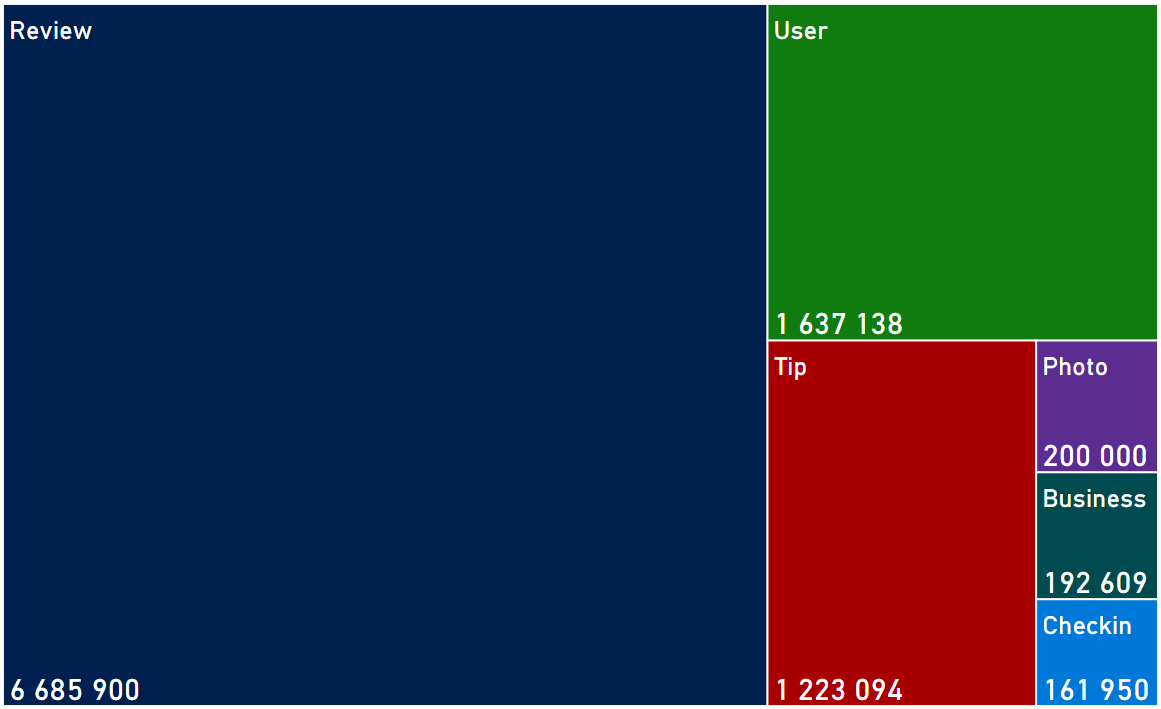 Review
6 685 900
User
1 637 138
Tip
1 223 094
Photo
200 000
Business
192 609
Checkin
161 950